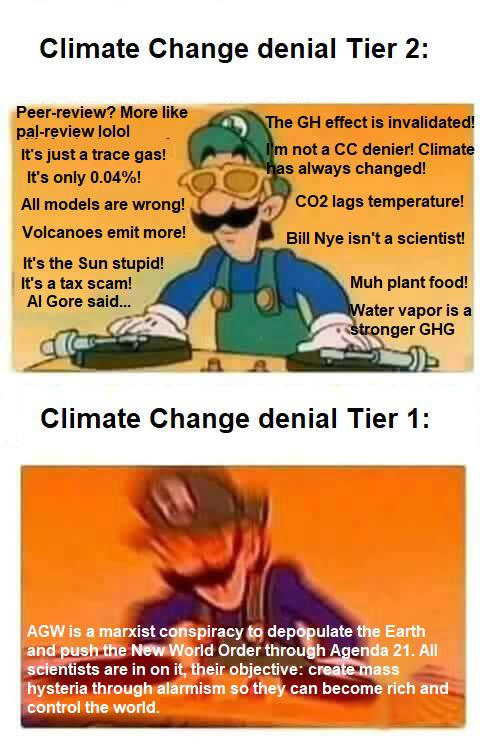 Climate Change denial Tier 2:
Peer-review? More like
pal-review lolol
It's just a trace gas!
It's only 0.04%!
All models are wrong!
Volcanoes emit more!
It's the Sun stupid!
It's a tax scam!
Al Gore said...
The GH effect is invalidated!
I'm not a CC denier! Climate
has always changed!
CO2 lags temperature!
Bill Nye isn't a scientist!
Muh plant food!
Water vapor is a
stronger GHG
Climate Change denial Tier 1:
AGW is a marxist conspiracy to depopulate the Earth
and push the New World Order through Agenda 21. All
scientists are in on it, their objective: create mass
hysteria through alarmism so they can become rich and
control the world.